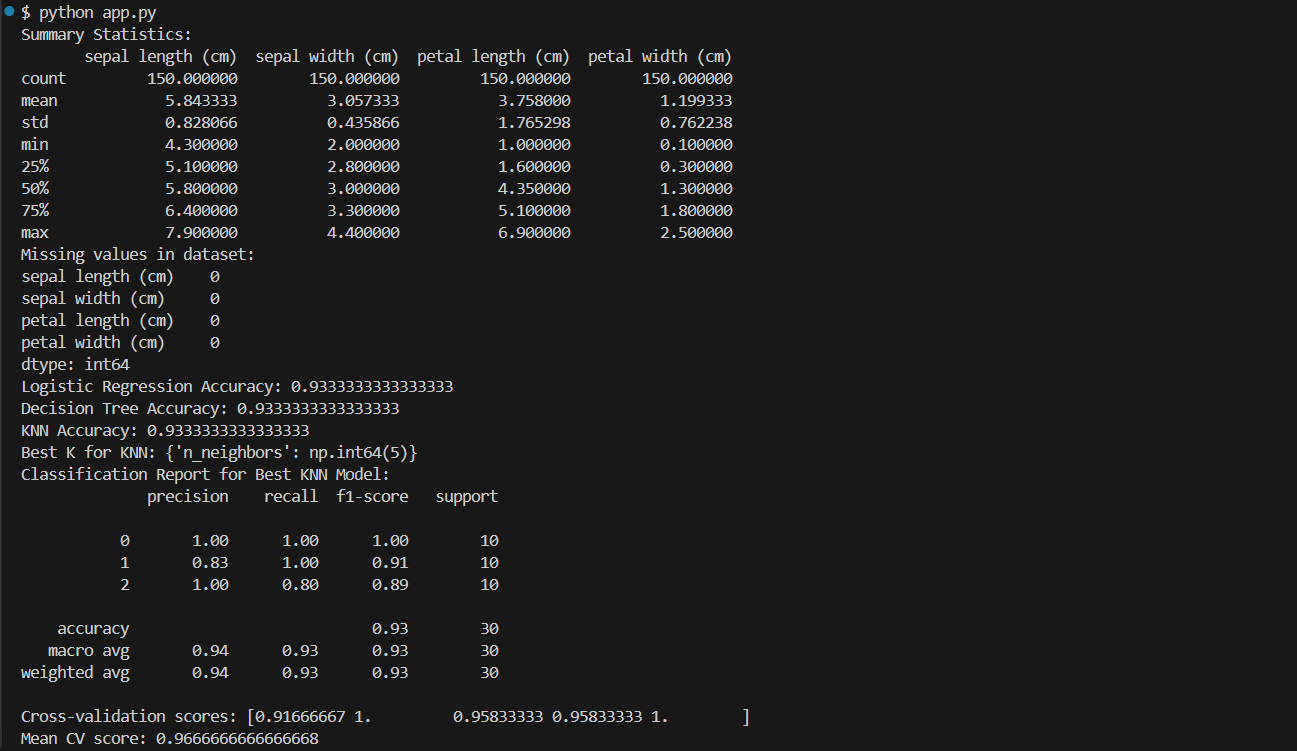 $ python app.py
Summary Statistics:
       sepal length (cm)  sepal width (cm)  petal length (cm)  petal width (cm)
count         150.000000        150.000000         150.000000        150.000000
mean            5.843333          3.057333           3.758000          1.199333
std             0.828066          0.435866           1.765298          0.762238
min             4.300000          2.000000           1.000000          0.100000
25%             5.100000          2.800000           1.600000          0.300000
50%             5.800000          3.000000           4.350000          1.300000
75%             6.400000          3.300000           5.100000          1.800000
max             7.900000          4.400000           6.900000          2.500000
Missing values in dataset:
sepal length (cm)    0
sepal width (cm)     0
petal length (cm)    0
petal width (cm)     0
dtype: int64
Logistic Regression Accuracy: 0.9333333333333333
Decision Tree Accuracy: 0.9333333333333333
KNN Accuracy: 0.9333333333333333
Best K for KNN: {'n_neighbors': np.int64(5)}
Classification Report for Best KNN Model:
              precision    recall  f1-score   support

           0       1.00      1.00      1.00        10
           1       0.83      1.00      0.91        10
           2       1.00      0.80      0.89        10

    accuracy                           0.93        30
   macro avg       0.94      0.93      0.93        30
weighted avg       0.94      0.93      0.93        30

Cross-validation scores: [0.91666667 1.         0.95833333 0.95833333 1.        ]
Mean CV score: 0.9666666666666668